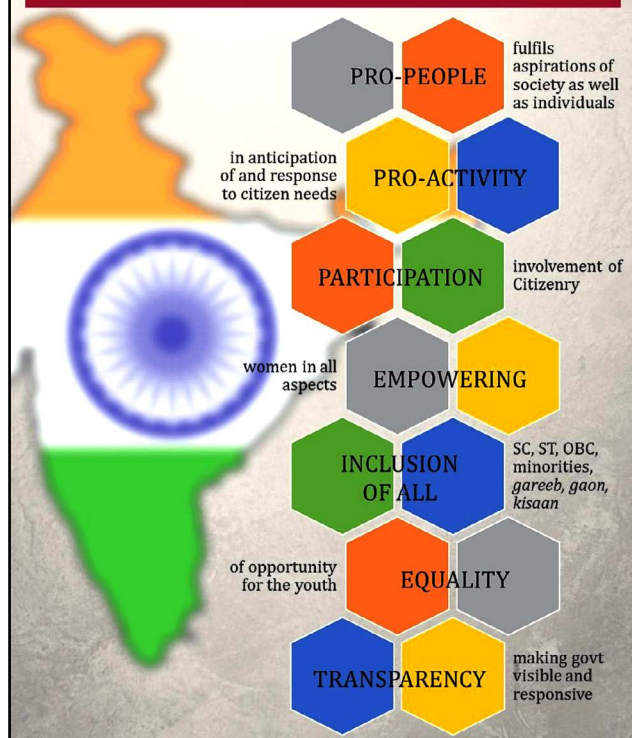 PRO-PEOPLE
fulfils
aspirations of
society as well
as individuals
in anticipation
of and response
to citizen needs
PRO-ACTIVITY
PARTICIPATION
involvement of
Citizenry
women in all
aspects
EMPOWERING
INCLUSION
OF ALL
SC, ST, OBC,
minorities,
gareeb, gaon,
kisaan
of opportunity
for the youth
EQUALITY
TRANSPARENCY
making govt
visible and
responsive